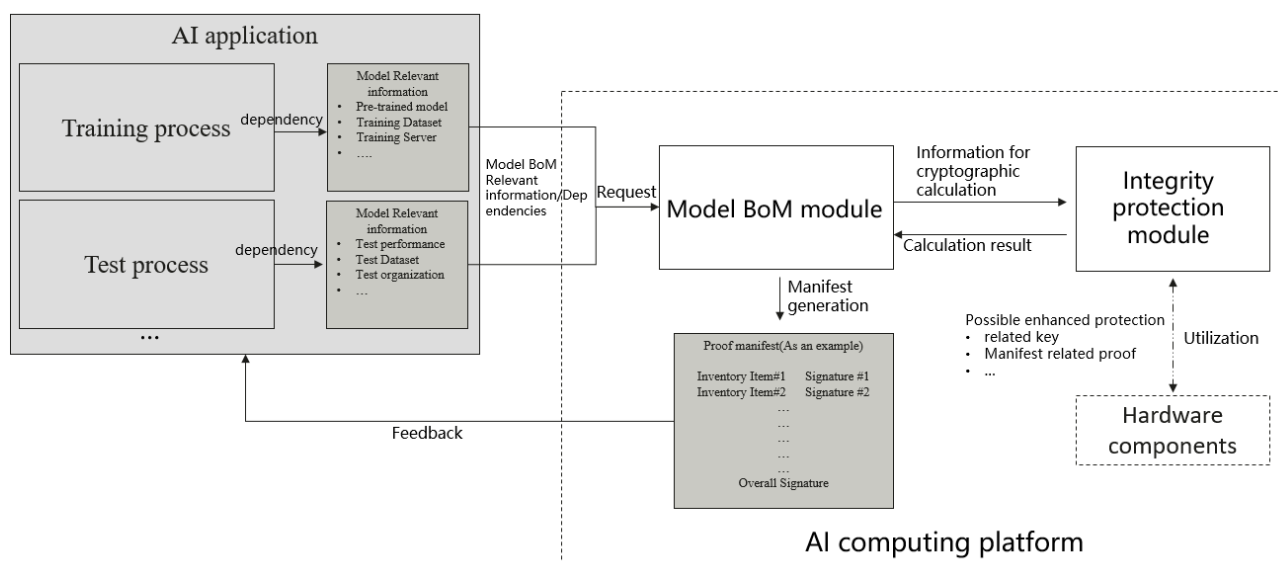 AI application
Training process
dependency
Model Relevant
information
• Pre-trained model
• Training Dataset
• Training Server
• ….
Test process
dependency
Model Relevant
information
• Test performance
• Test Dataset
• Test organization
• …
...
Model BoM
Relevant
information/Dep
endencies
Request
Model BoM module
Information for
cryptographic
calculation
Calculation result
Integrity
protection
module
Manifest
generation
Proof manifest(As an example)
Inventory Item#1 Signature #1
Inventory Item#2 Signature #2
…
…
…
…
…
Overall Signature
Possible enhanced protection
• related key
• Manifest related proof
• ...
Utilization
Hardware
components
Feedback
AI computing platform